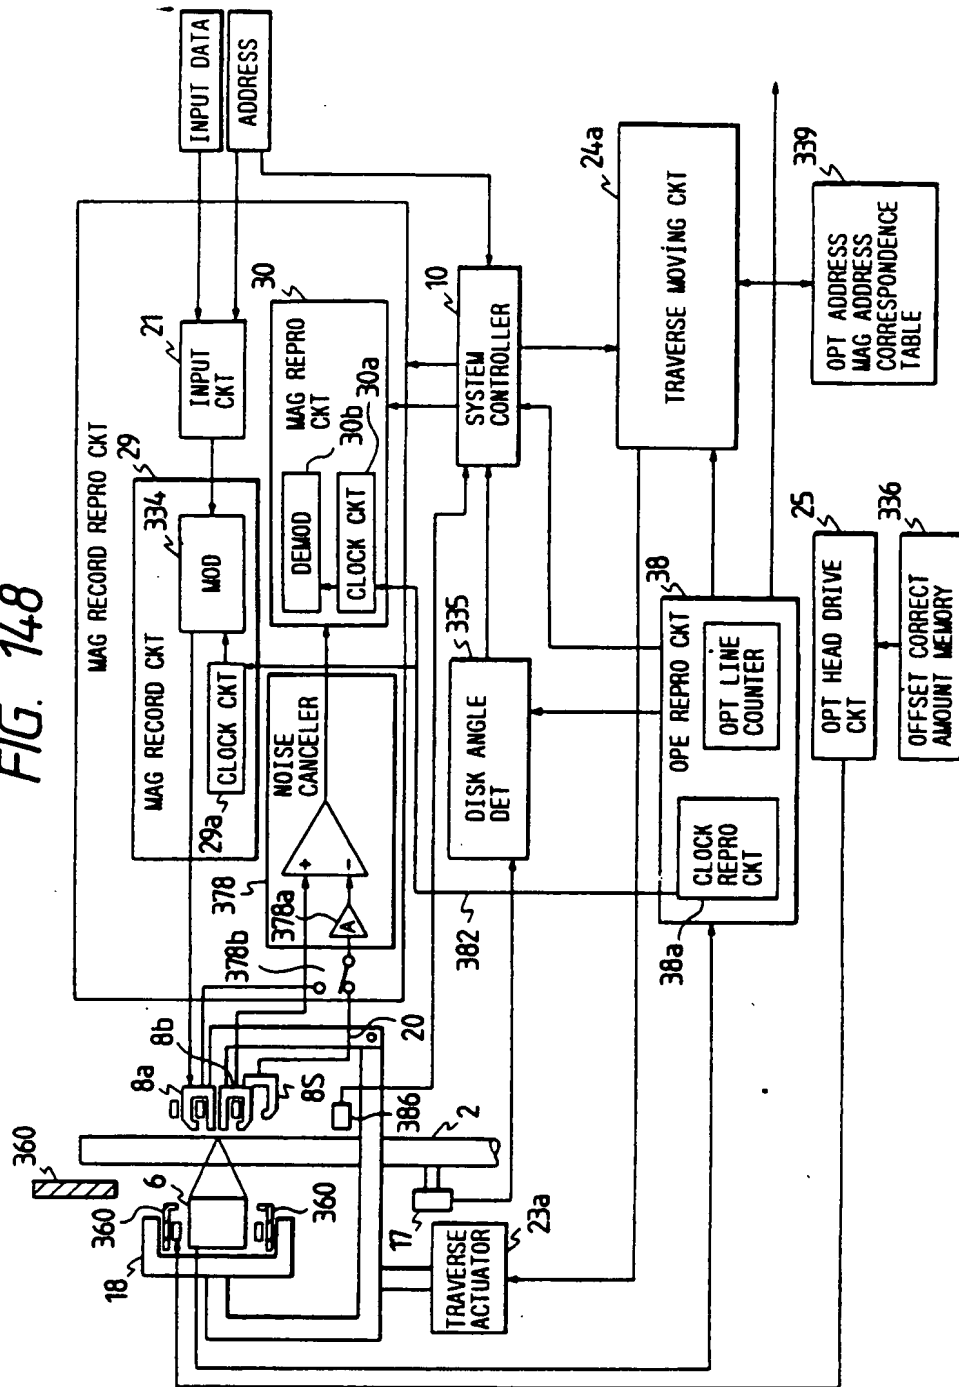 FIG. 148
INPUT DATA
ADDRESS
MAG RECORD REPRO CKT
21
INPUT
CKT
MAG RECORD CKT
29
334
MOD
CLOCK CKT
29a
30
MAG REPRO
CKT
30b
30a
DEMOD
CLOCK CKT
NOISE
CANCELER
+
-
A
378
378a
378b
20
8a
8b
8S
386
2
360
6
360
360
18
17
TRAVERSE
ACTUATOR
23a
10
SYSTEM
CONTROLLER
335
DISK ANGLE
DET
382
24a
TRAVERSE MOVING CKT
339
OPT ADDRESS
MAG ADDRESS
CORRESPONDENCE
TABLE
38
OPE REPRO CKT
OPT LINE
COUNTER
CLOCK
REPRO
CKT
38a
25
OPT HEAD DRIVE
CKT
336
OFFSET CORRECT
AMOUNT MEMORY